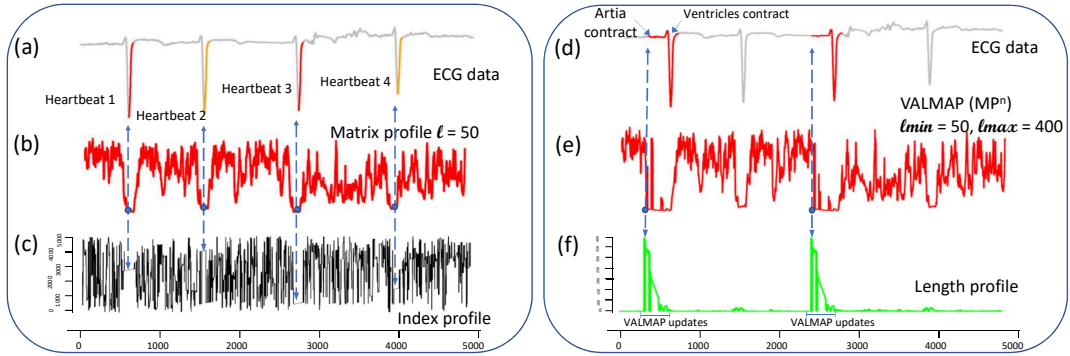 (a)
ECG data
Heartbeat 1
Heartbeat 2
Heartbeat 3
Heartbeat 4
(b)
Matrix profile ℓ = 50
(c)
0 1000 2000 3000 4000 5000
Index profile
0 1000 2000 3000 4000 5000
(d)
Artia
contract
Ventricles contract
ECG data
VALMAP (MPⁿ)
ℓmin = 50, ℓmax = 400
(e)
(f)
Length profile
VALMAP updates
VALMAP updates
0 1000 2000 3000 4000 5000